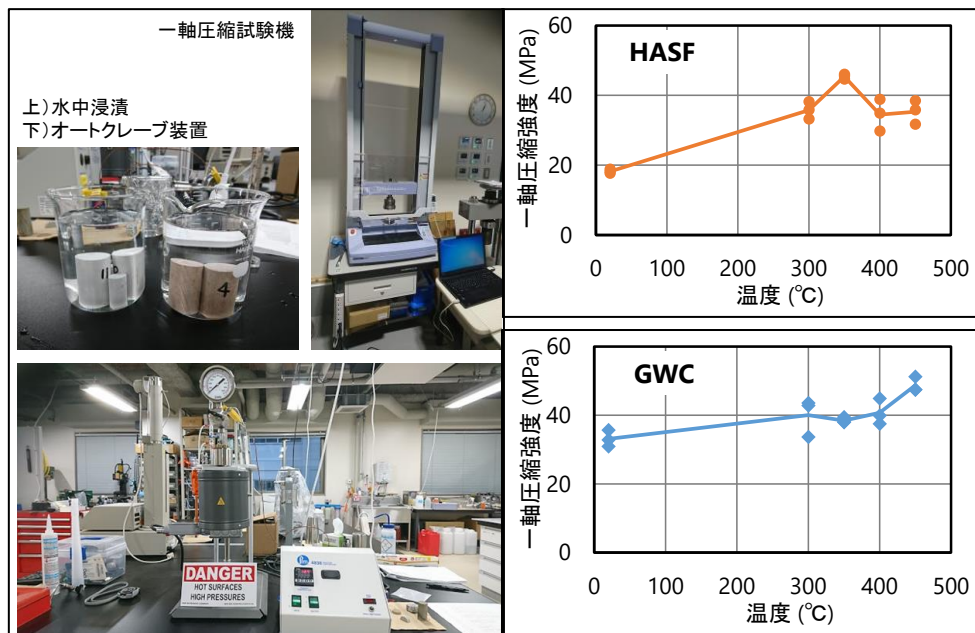 一軸圧縮試験機
上)水中浸漬
下)オートクレーブ装置
4
DANGER
HOT SURFACES
HIGH PRESSURES
HASF
一軸圧縮強度 (MPa)
60
40
20
0
0 100 200 300 400 500
温度 (℃)
GWC
一軸圧縮強度 (MPa)
60
40
20
0
0 100 200 300 400 500
温度 (℃)